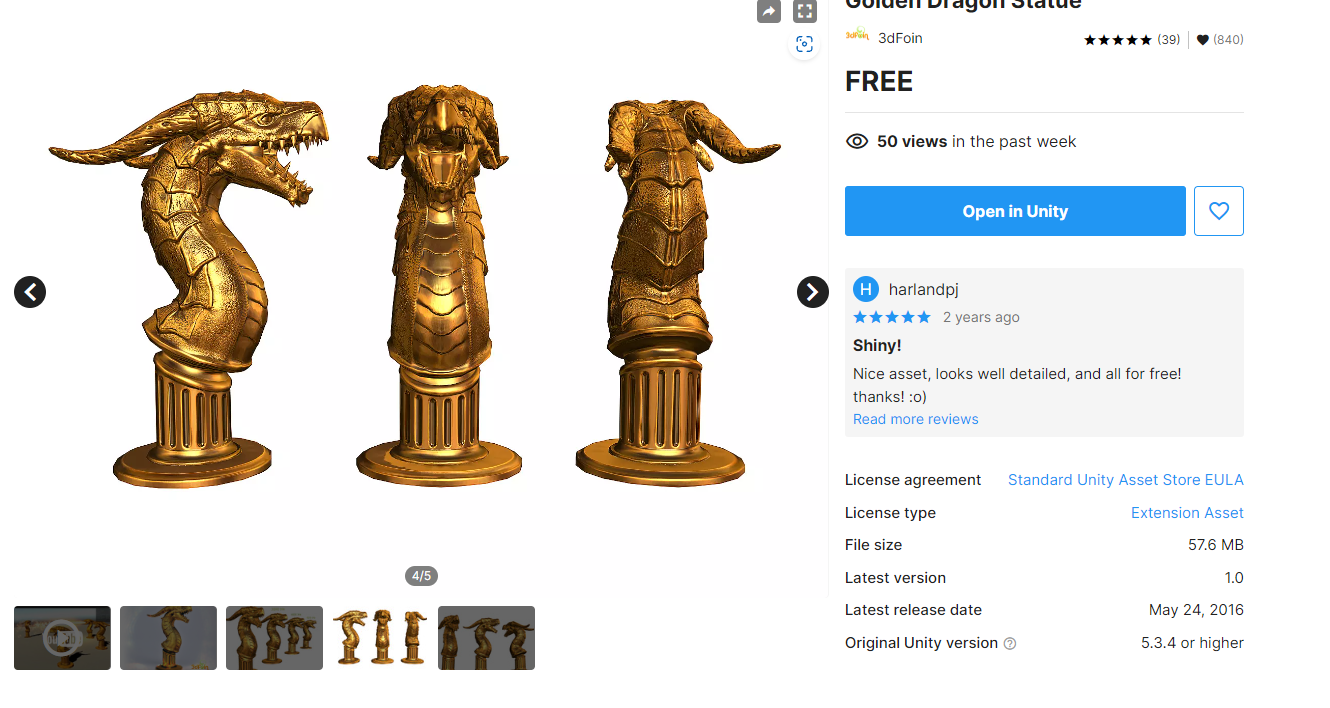 Golden Dragon Statue
3dFoin
3dFoin
(39)
(840)
FREE
50 views in the past week
Open in Unity
H
harlandpj
2 years ago
Shiny!
Nice asset, looks well detailed, and all for free!
thanks! :o)
Read more reviews
License agreement
Standard Unity Asset Store EULA
License type
Extension Asset
File size
57.6 MB
Latest version
1.0
Latest release date
May 24, 2016
Original Unity version
5.3.4 or higher
4/5